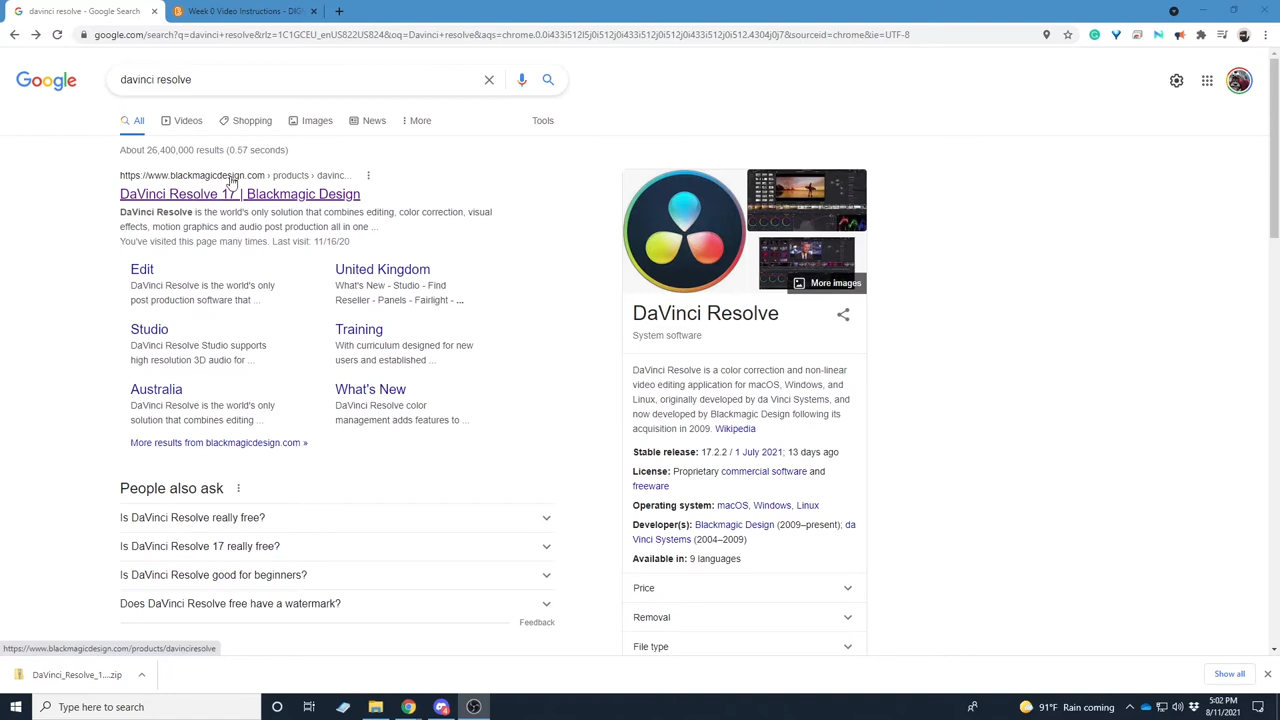 davinci resolve - Google Search
Week 0 Video Instructions - DIGI
google.com/search?q=davinci+resolve&rlz=1C1GCEU_enUS822US824&oq=Davinci+resolve&aqs=chrome.0.0i433i512l5j0i512j0i433i512j0i512j0i433i512.4304j0j7&sourceid=chrome&ie=UTF-8
Google
davinci resolve
All
Videos
Shopping
Images
News
More
Tools
About 26,400,000 results (0.57 seconds)
https://www.blackmagicdesign.com › products › davinc...
DaVinci Resolve 17 | Blackmagic Design
DaVinci Resolve is the world's only solution that combines editing, color correction, visual
effects, motion graphics and audio post production all in one ...
You've visited this page many times. Last visit: 11/16/20
Edit
DaVinci Resolve is the world's only
post production software that ...
United Kingdom
What's New - Studio - Find
Reseller - Panels - Fairlight - ...
Studio
DaVinci Resolve Studio supports
high resolution 3D audio for ...
Training
With curriculum designed for new
users and established ...
Australia
DaVinci Resolve is the world's only
solution that combines editing ...
What's New
DaVinci Resolve color
management adds features to ...
More results from blackmagicdesign.com »
People also ask
Is DaVinci Resolve really free?
Is DaVinci Resolve 17 really free?
Is DaVinci Resolve good for beginners?
Does DaVinci Resolve free have a watermark?
Feedback
More images
DaVinci Resolve
System software
DaVinci Resolve is a color correction and non-linear
video editing application for macOS, Windows, and
Linux, originally developed by da Vinci Systems, and
now developed by Blackmagic Design following its
acquisition in 2009. Wikipedia
Stable release: 17.2.2 / 1 July 2021; 13 days ago
License: Proprietary commercial software and
freeware
Operating system: macOS, Windows, Linux
Developer(s): Blackmagic Design (2009–present); da
Vinci Systems (2004–2009)
Available in: 9 languages
Price
Removal
File type
https://www.blackmagicdesign.com/products/davinciresolve
DaVinci_Resolve_1....zip
Show all
Type here to search
91°F Rain coming
5:02 PM
8/11/2021